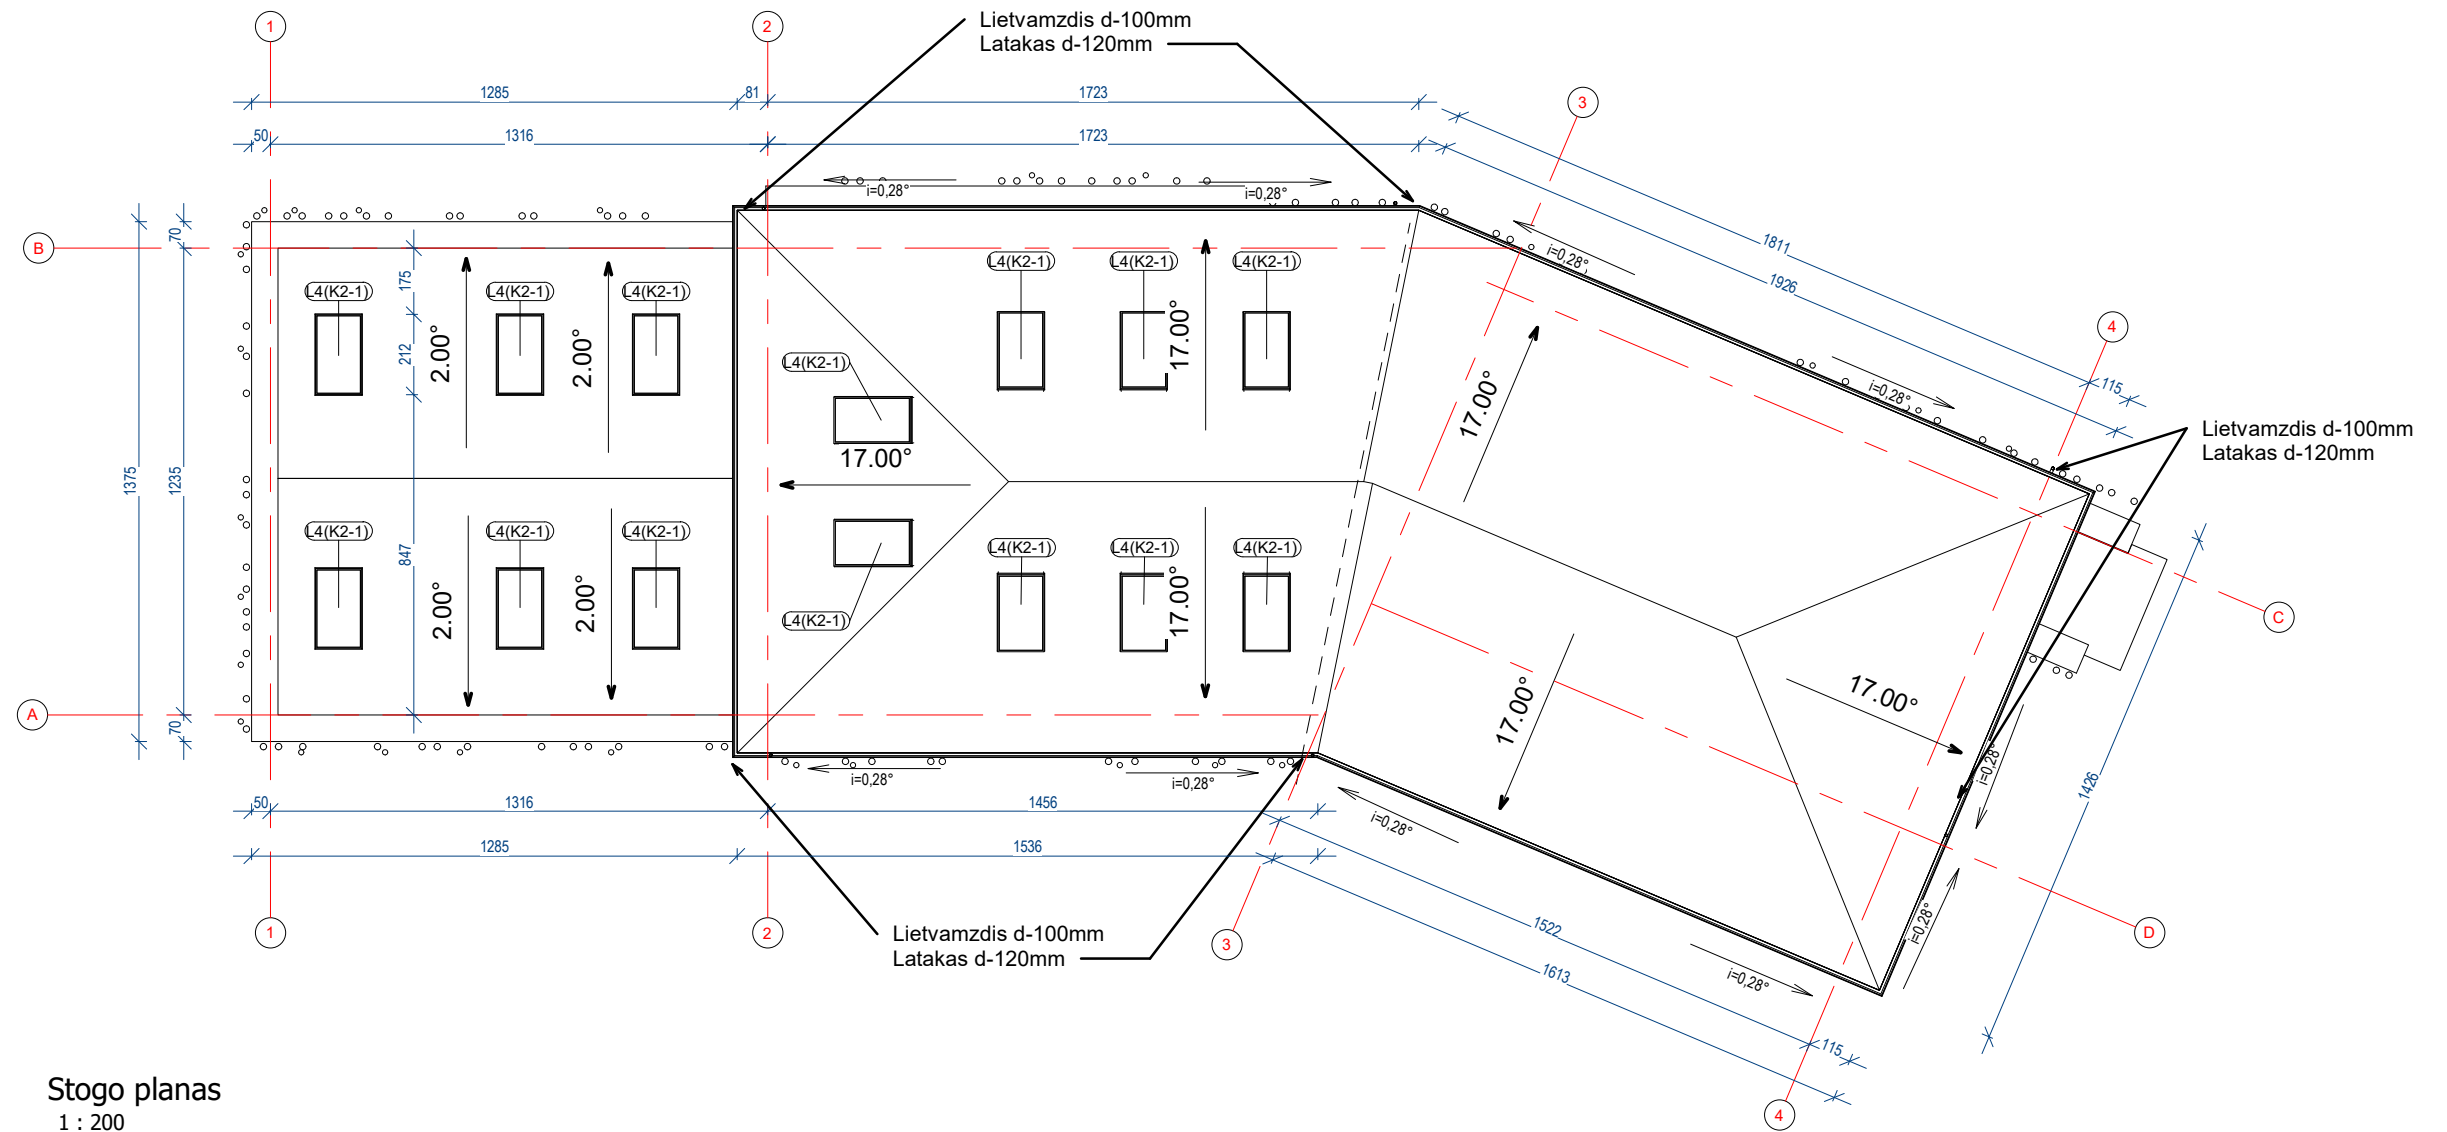 1
2
Lietvamzdis d-100mm
Latakas d-120mm
1285
81
1723
3
50
1316
1723
i=0,28°
i=0,28°
1811
1926
i=0,28°
4
115
B
70
175
212
847
1375
1235
70
A
L4(K2-1)
L4(K2-1)
L4(K2-1)
2.00°
2.00°
L4(K2-1)
L4(K2-1)
L4(K2-1)
L4(K2-1)
17.00°
17.00°
17.00°
i=0,28°
Lietvamzdis d-100mm
Latakas d-120mm
L4(K2-1)
L4(K2-1)
L4(K2-1)
2.00°
2.00°
L4(K2-1)
L4(K2-1)
L4(K2-1)
L4(K2-1)
17.00°
17.00°
17.00°
C
i=0,28°
i=0,28°
i=0,28°
i=0,28°
1426
50
1316
1456
1285
1536
i=0,28°
i=0,28°
1
2
3
D
Lietvamzdis d-100mm
Latakas d-120mm
1522
1613
115
4
Stogo planas
1 : 200